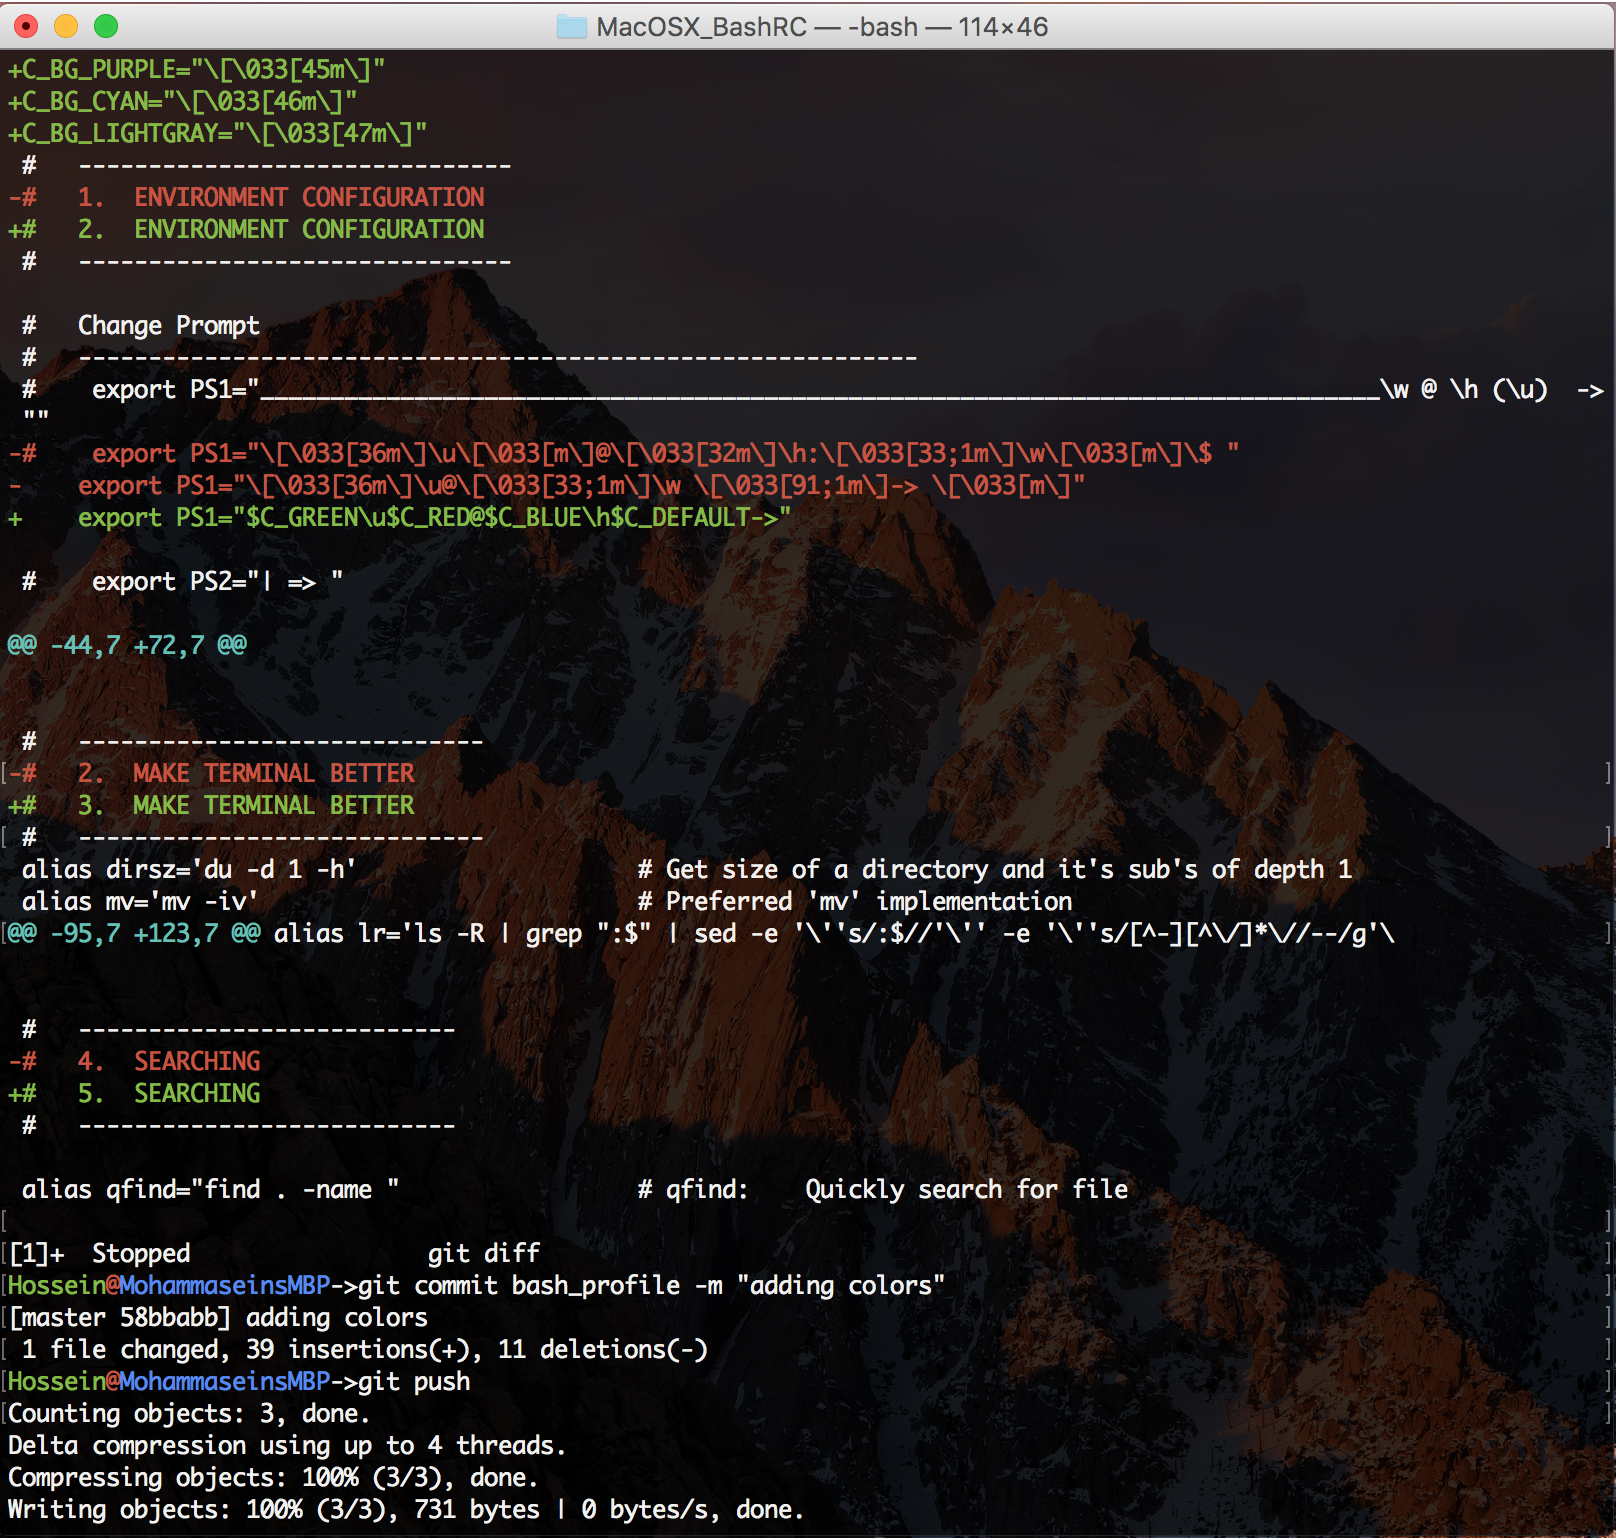 MacOSX_BashRC — -bash — 114×46
+C_BG_PURPLE="\[\033[45m\]"
+C_BG_CYAN="\[\033[46m\]"
+C_BG_LIGHTGRAY="\[\033[47m\]"
 #   -------------------------------
-#   1.  ENVIRONMENT CONFIGURATION
+#   2.  ENVIRONMENT CONFIGURATION
 #   -------------------------------
 #   Change Prompt
 #   ------------------------------------------------------------
 #    export PS1="________________________________________________________________________________\w @ \h (\u)  ->
 ""
-#    export PS1="\[\033[36m\]\u\[\033[m\]@\[\033[32m\]\h:\[\033[33;1m\]\w\[\033[m\]\$ "
-    export PS1="\[\033[36m\]\u@\[\033[33;1m\]\w \[\033[91;1m\]-> \[\033[m\]"
+    export PS1="$C_GREEN\u$C_RED@$C_BLUE\h$C_DEFAULT->"
 #    export PS2="| => "
@@ -44,7 +72,7 @@
 #   -----------------------------
-#   2.  MAKE TERMINAL BETTER
+#   3.  MAKE TERMINAL BETTER
 #   -----------------------------
 alias dirsz='du -d 1 -h'                    # Get size of a directory and it's sub's of depth 1
 alias mv='mv -iv'                           # Preferred 'mv' implementation
@@ -95,7 +123,7 @@ alias lr='ls -R | grep ":$" | sed -e '\''s/:$//'\'' -e '\''s/[^-][^\/]*\//--/g'\
 #   ---------------------------
-#   4.  SEARCHING
+#   5.  SEARCHING
 #   ---------------------------
 alias qfind="find . -name "                 # qfind:    Quickly search for file
[1]+  Stopped                 git diff
Hossein@MohammaseinsMBP->git commit bash_profile -m "adding colors"
[master 58bbabb] adding colors
 1 file changed, 39 insertions(+), 11 deletions(-)
Hossein@MohammaseinsMBP->git push
Counting objects: 3, done.
Delta compression using up to 4 threads.
Compressing objects: 100% (3/3), done.
Writing objects: 100% (3/3), 731 bytes | 0 bytes/s, done.